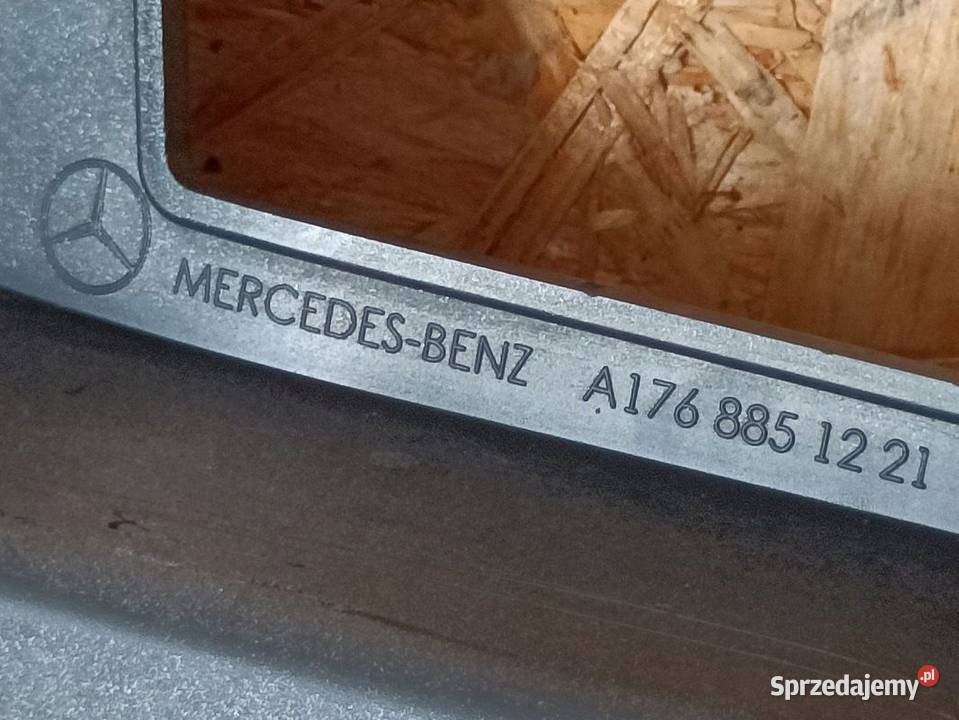 MERCEDES-BENZ A176 885 12 21
Sprzedajemy.pl